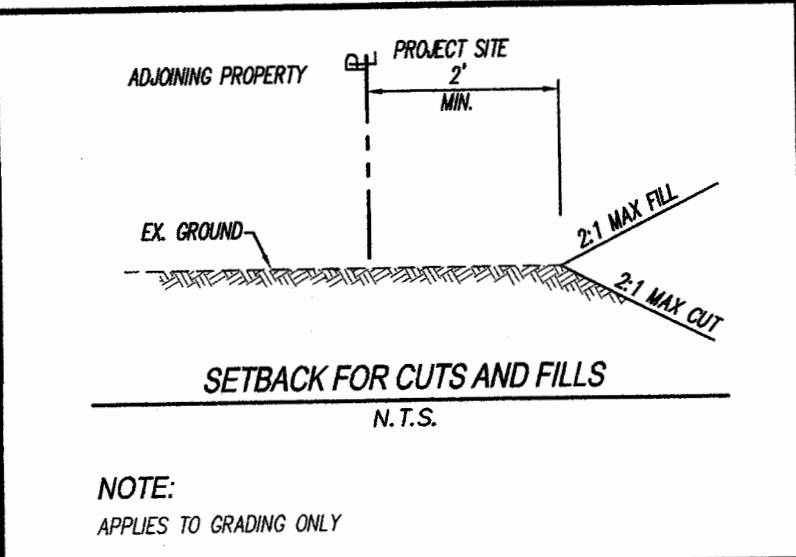 PROJECT SITE
ADJOINING PROPERTY
PL
2'
MIN.
EX. GROUND
2:1 MAX FILL
2:1 MAX CUT
SETBACK FOR CUTS AND FILLS
N.T.S.
NOTE:
APPLIES TO GRADING ONLY